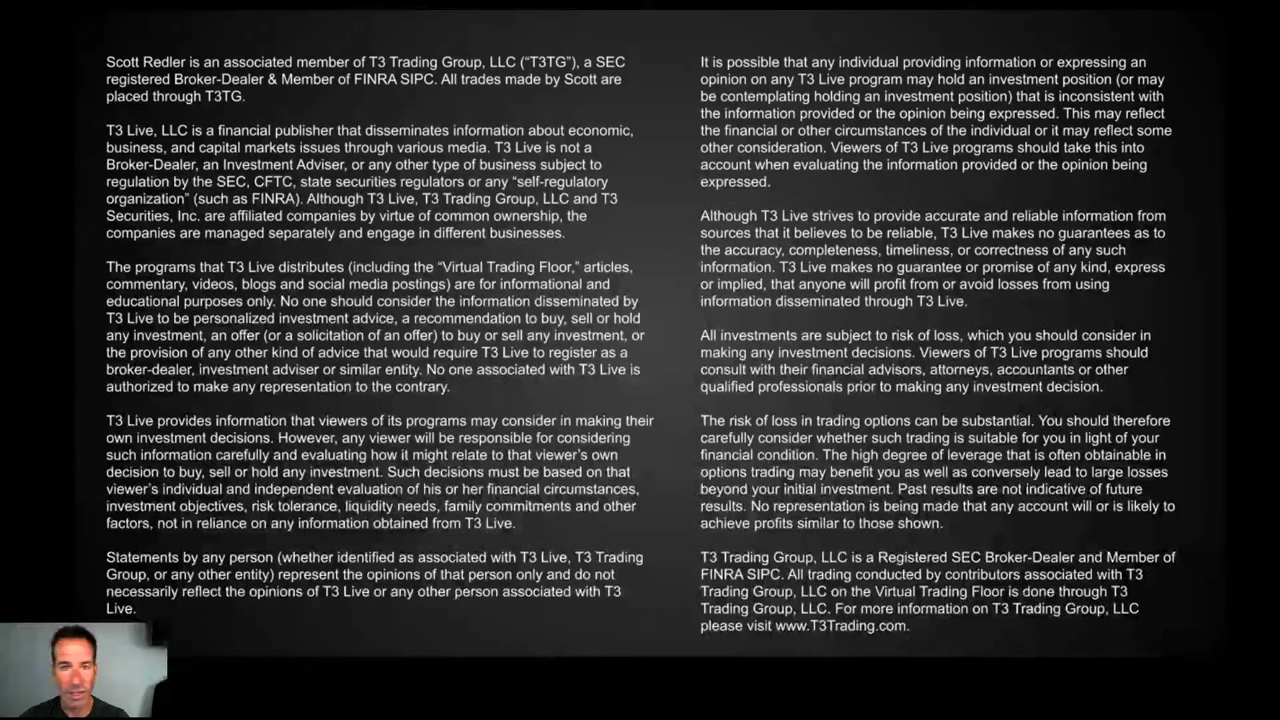 Scott Redler is an associated member of T3 Trading Group, LLC (“T3TG”), a SEC
registered Broker-Dealer & Member of FINRA SIPC. All trades made by Scott are
placed through T3TG.
T3 Live, LLC is a financial publisher that disseminates information about economic,
business, and capital markets issues through various media. T3 Live is not a
Broker-Dealer, an Investment Adviser, or any other type of business subject to
regulation by the SEC, CFTC, state securities regulators or any “self-regulatory
organization” (such as FINRA). Although T3 Live, T3 Trading Group, LLC and T3
Securities, Inc. are affiliated companies by virtue of common ownership, the
companies are managed separately and engage in different businesses.
The programs that T3 Live distributes (including the “Virtual Trading Floor,” articles,
commentary, videos, blogs and social media postings) are for informational and
educational purposes only. No one should consider the information disseminated by
T3 Live to be personalized investment advice, a recommendation to buy, sell or hold
any investment, an offer (or a solicitation of an offer) to buy or sell any investment, or
the provision of any other kind of advice that would require T3 Live to register as a
broker-dealer, investment adviser or similar entity. No one associated with T3 Live is
authorized to make any representation to the contrary.
T3 Live provides information that viewers of its programs may consider in making their
own investment decisions. However, any viewer will be responsible for considering
such information carefully and evaluating how it might relate to that viewer’s own
decision to buy, sell or hold any investment. Such decisions must be based on that
viewer’s individual and independent evaluation of his or her financial circumstances,
investment objectives, risk tolerance, liquidity needs, family commitments and other
factors, not in reliance on any information obtained from T3 Live.
Statements by any person (whether identified as associated with T3 Live, T3 Trading
Group, or any other entity) represent the opinions of that person only and do not
necessarily reflect the opinions of T3 Live or any other person associated with T3
Live.
It is possible that any individual providing information or expressing an
opinion on any T3 Live program may hold an investment position (or may
be contemplating holding an investment position) that is inconsistent with
the information provided or the opinion being expressed. This may reflect
the financial or other circumstances of the individual or it may reflect some
other consideration. Viewers of T3 Live programs should take this into
account when evaluating the information provided or the opinion being
expressed.
Although T3 Live strives to provide accurate and reliable information from
sources that it believes to be reliable, T3 Live makes no guarantees as to
the accuracy, completeness, timeliness, or correctness of any such
information. T3 Live makes no guarantee or promise of any kind, express
or implied, that anyone will profit from or avoid losses from using
information disseminated through T3 Live.
All investments are subject to risk of loss, which you should consider in
making any investment decisions. Viewers of T3 Live programs should
consult with their financial advisors, attorneys, accountants or other
qualified professionals prior to making any investment decision.
The risk of loss in trading options can be substantial. You should therefore
carefully consider whether such trading is suitable for you in light of your
financial condition. The high degree of leverage that is often obtainable in
options trading may benefit you as well as conversely lead to large losses
beyond your initial investment. Past results are not indicative of future
results. No representation is being made that any account will or is likely to
achieve profits similar to those shown.
T3 Trading Group, LLC is a Registered SEC Broker-Dealer and Member of
FINRA SIPC. All trading conducted by contributors associated with T3
Trading Group, LLC on the Virtual Trading Floor is done through T3
Trading Group, LLC. For more information on T3 Trading Group, LLC
please visit www.T3Trading.com.